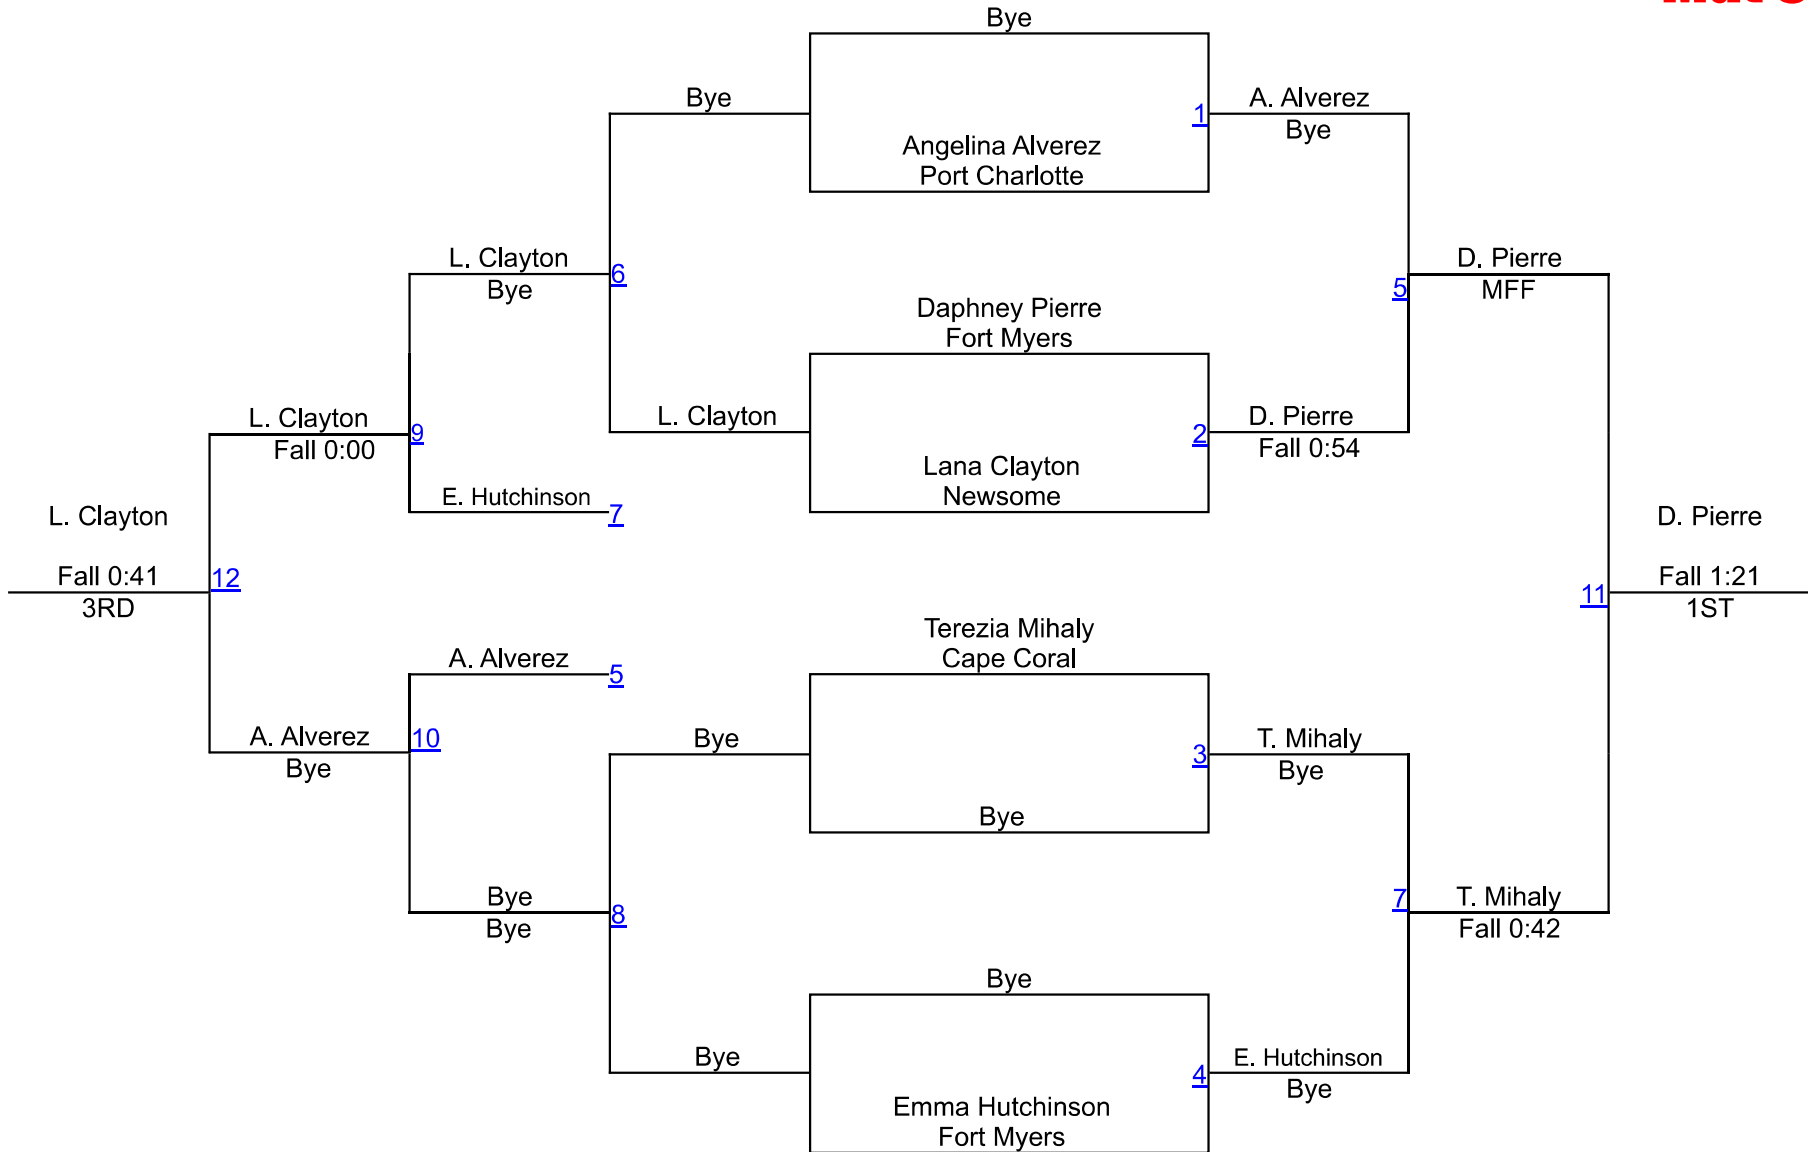 Bye
Bye
1
A. Alverez
Bye
Angelina Alverez
Port Charlotte
L. Clayton
Bye
6
D. Pierre
MFF
5
Daphney Pierre
Fort Myers
L. Clayton
Fall 0:00
9
L. Clayton
2
D. Pierre
Fall 0:54
Lana Clayton
Newsome
E. Hutchinson
7
L. Clayton
Fall 0:41
3RD
12
D. Pierre
Fall 1:21
1ST
11
Terezia Mihaly
Cape Coral
A. Alverez
5
A. Alverez
Bye
10
Bye
3
T. Mihaly
Bye
Bye
Bye
Bye
8
7
T. Mihaly
Fall 0:42
Bye
Bye
4
E. Hutchinson
Bye
Emma Hutchinson
Fort Myers